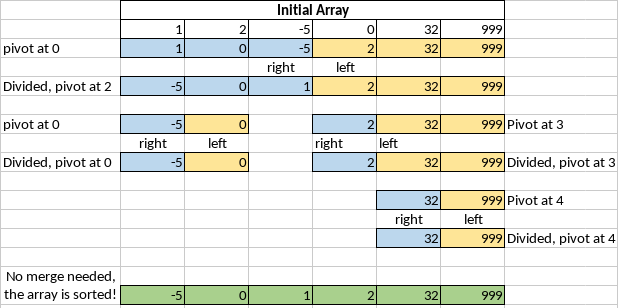 Initial Array
1 2 -5 0 32 999
pivot at 0 1 0 -5 2 32 999
right left
Divided, pivot at 2 -5 0 1 2 32 999
pivot at 0 -5 0 2 32 999 Pivot at 3
right left right left
Divided, pivot at 0 -5 0 2 32 999 Divided, pivot at 3
32 999 Pivot at 4
right left
32 999 Divided, pivot at 4
No merge needed,
the array is sorted! -5 0 1 2 32 999